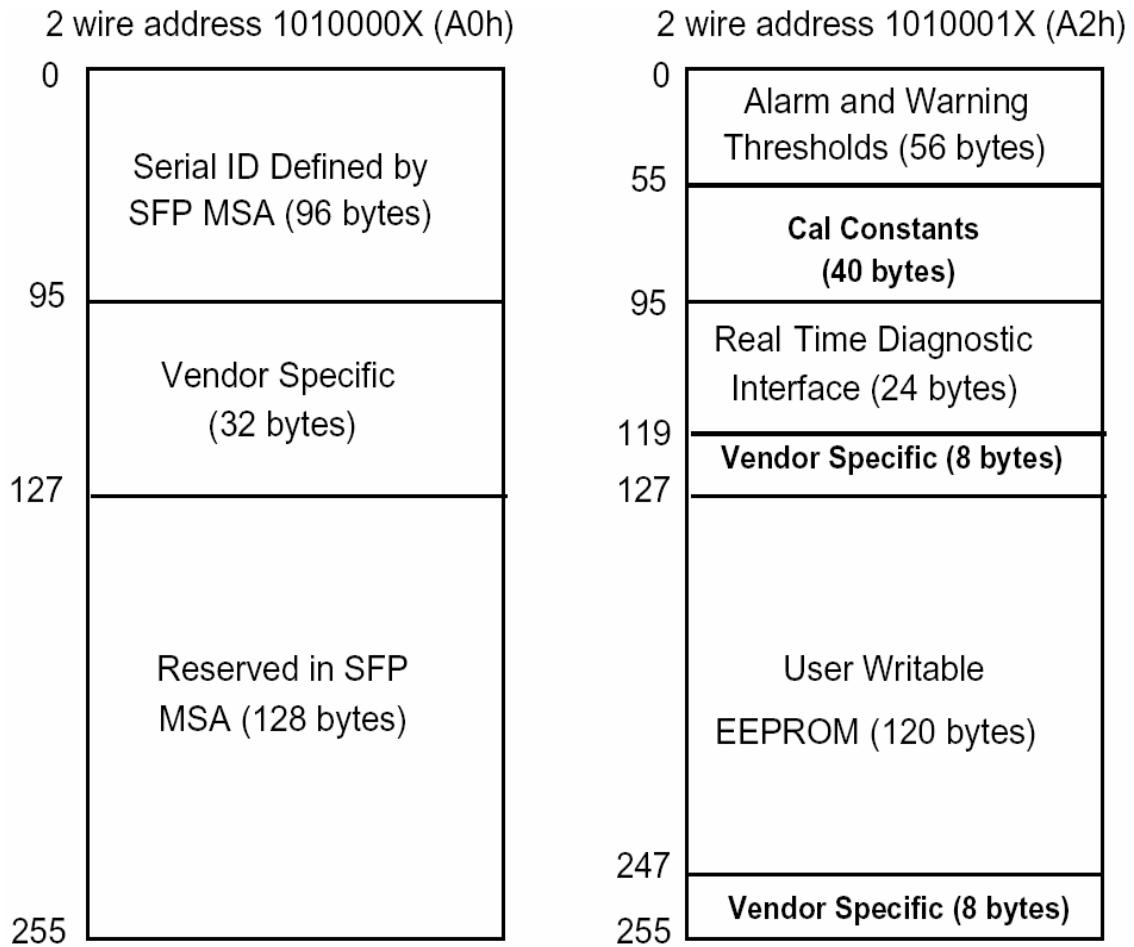 2 wire address 1010000X (A0h)
0
Serial ID Defined by
SFP MSA (96 bytes)
95
Vendor Specific
(32 bytes)
127
Reserved in SFP
MSA (128 bytes)
255
2 wire address 1010001X (A2h)
0
Alarm and Warning
Thresholds (56 bytes)
55
Cal Constants
(40 bytes)
95
Real Time Diagnostic
Interface (24 bytes)
119
Vendor Specific (8 bytes)
127
User Writable
EEPROM (120 bytes)
247
Vendor Specific (8 bytes)
255